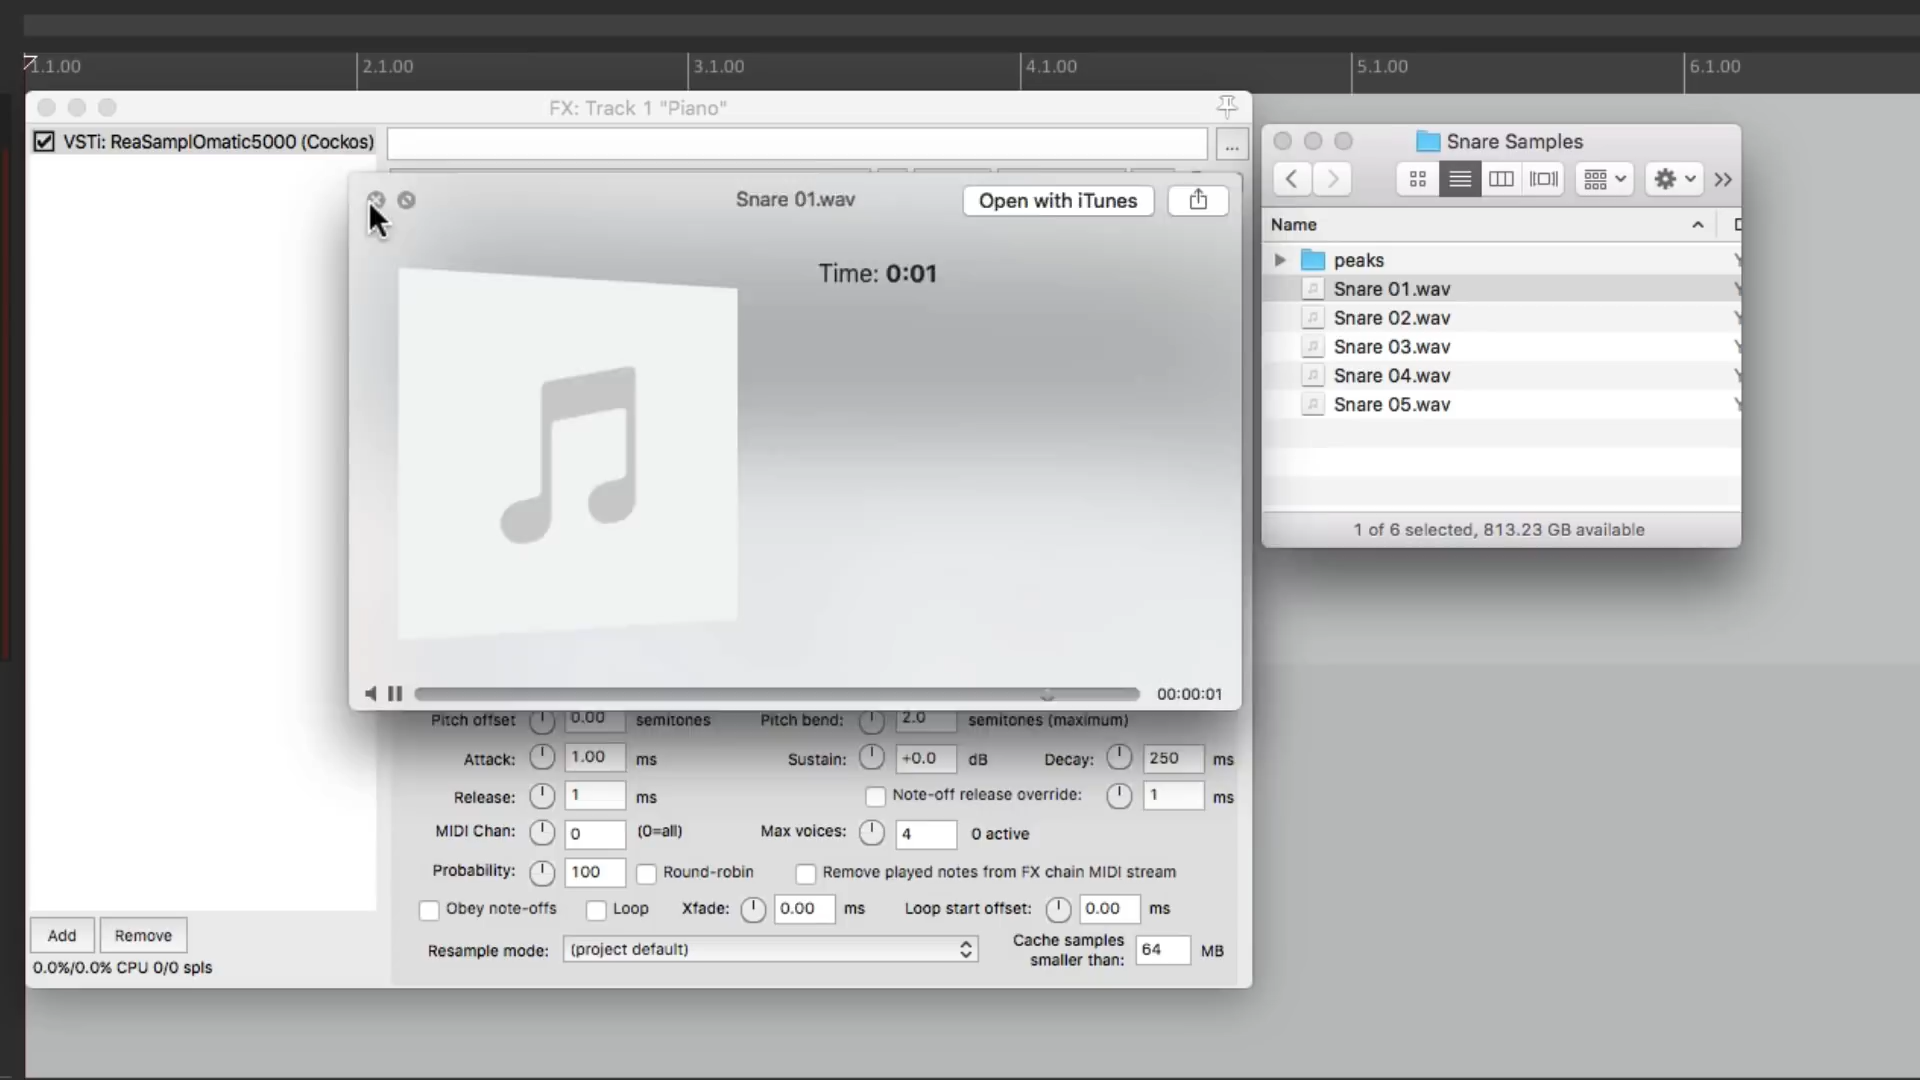 1.1.00
2.1.00
3.1.00
4.1.00
5.1.00
6.1.00
FX: Track 1 "Piano"
VSTi: ReaSamplOmatic5000 (Cockos)
...
Snare 01.wav
Open with iTunes
Time: 0:01
00:00:01
Pitch offset 0.00 semitones Pitch bend: 2.0 semitones (maximum)
Attack: 1.00 ms Sustain: +0.0 dB Decay: 250 ms
Release: 1 ms Note-off release override: 1 ms
MIDI Chan: 0 (0=all) Max voices: 4 0 active
Probability: 100 Round-robin Remove played notes from FX chain MIDI stream
Obey note-offs Loop Xfade: 0.00 ms Loop start offset: 0.00 ms
Resample mode: (project default) Cache samples
smaller than: 64 MB
Add Remove
0.0%/0.0% CPU 0/0 spls
Snare Samples
Name
peaks
Snare 01.wav
Snare 02.wav
Snare 03.wav
Snare 04.wav
Snare 05.wav
1 of 6 selected, 813.23 GB available